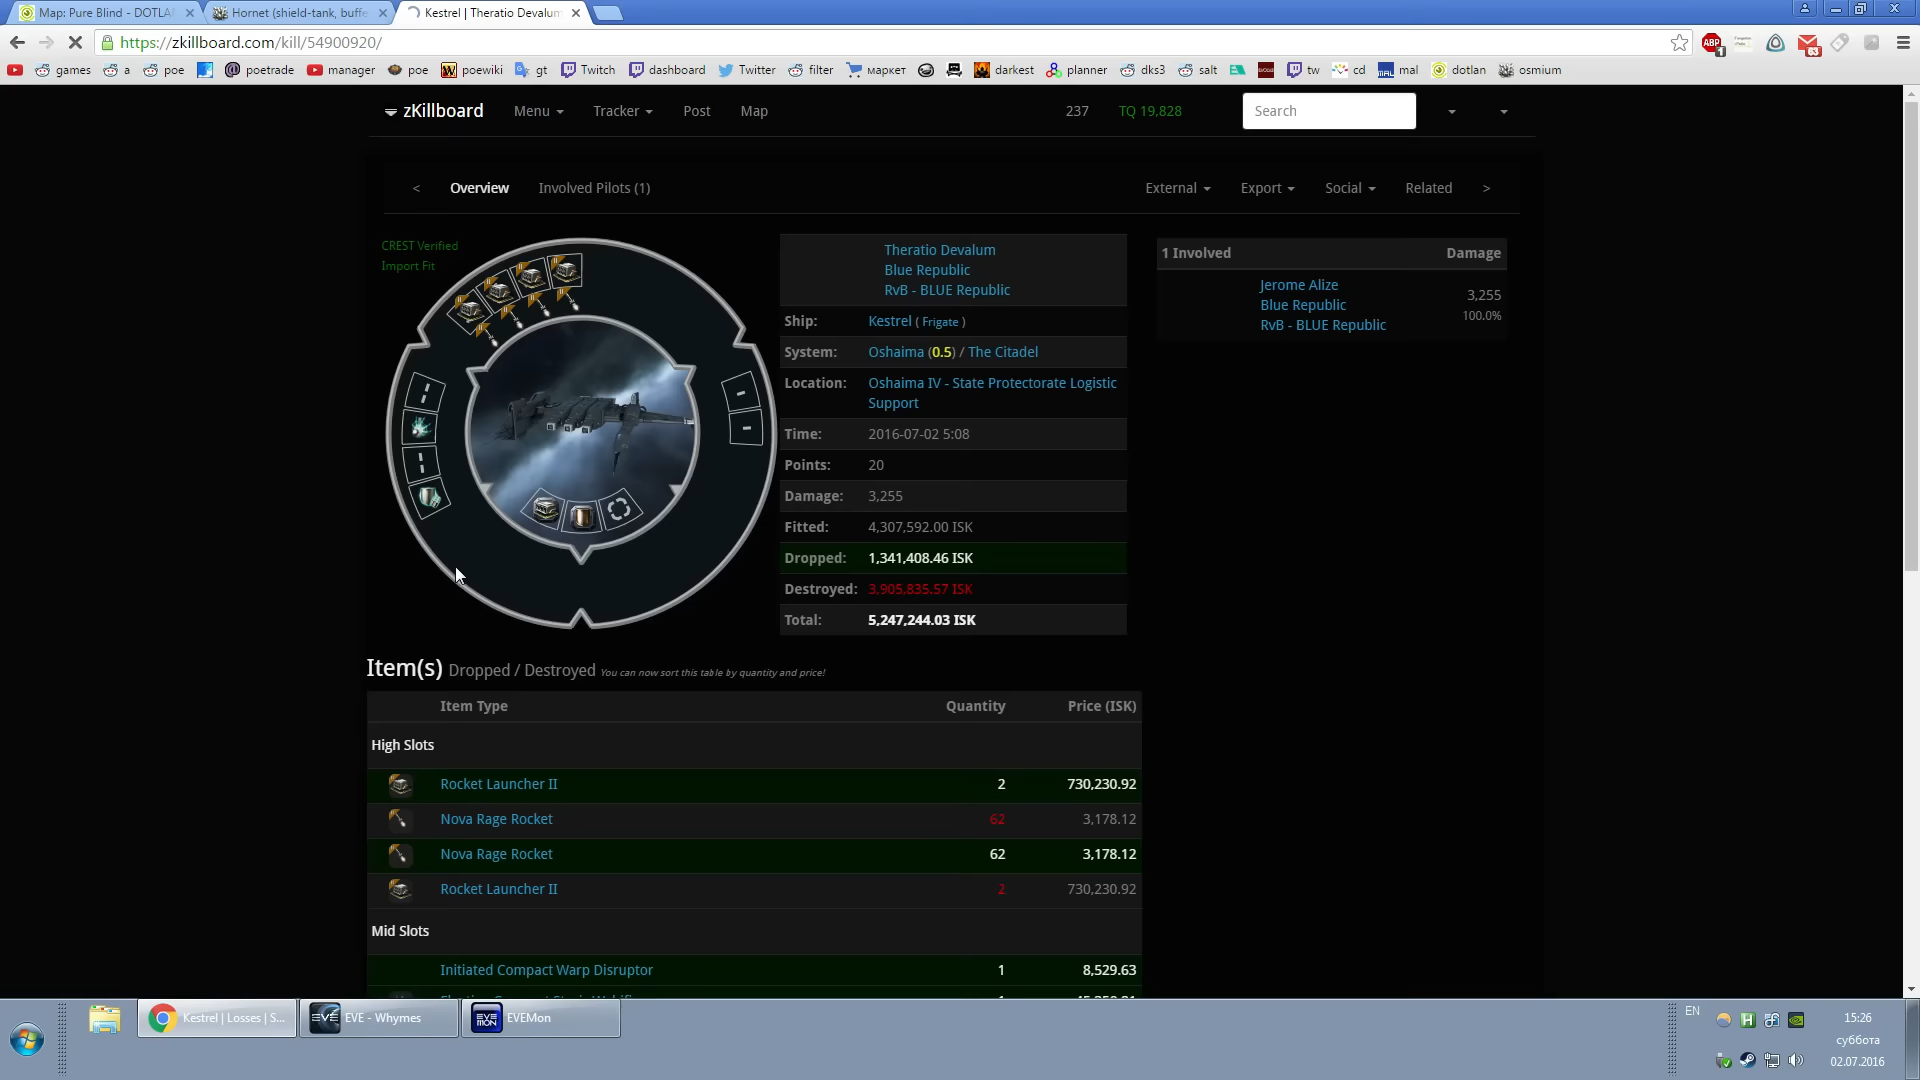 Map: Pure Blind - DOTLA
Hornet (shield-tank, buffe
Kestrel | Theratio Devalum
https://zkillboard.com/kill/54900920/
ABP
1
63
games
a
poe
poetrade
manager
poe
poewiki
gt
Twitch
dashboard
Twitter
filter
маркет
darkest
planner
dks3
salt
tw
cd
MAL
mal
dotlan
osmium
zKillboard
Menu
Tracker
Post
Map
237
TQ 19,828
Search
<
Overview
Involved Pilots (1)
External
Export
Social
Related
>
CREST Verified
Import Fit
Theratio Devalum
Blue Republic
RvB - BLUE Republic
Ship: Kestrel ( Frigate )
System: Oshaima (0.5) / The Citadel
Location: Oshaima IV - State Protectorate Logistic
Support
Time: 2016-07-02 5:08
Points: 20
Damage: 3,255
Fitted: 4,307,592.00 ISK
Dropped: 1,341,408.46 ISK
Destroyed: 3,905,835.57 ISK
Total: 5,247,244.03 ISK
1 Involved Damage
Jerome Alize
Blue Republic
RvB - BLUE Republic
3,255
100.0%
Item(s) Dropped / Destroyed You can now sort this table by quantity and price!
Item Type Quantity Price (ISK)
High Slots
Rocket Launcher II 2 730,230.92
Nova Rage Rocket 62 3,178.12
Nova Rage Rocket 62 3,178.12
Rocket Launcher II 2 730,230.92
Mid Slots
Initiated Compact Warp Disruptor 1 8,529.63
Kestrel | Losses | S...
EVE - Whymes
EVE MON
EVEMon
EN
15:26
суббота
02.07.2016